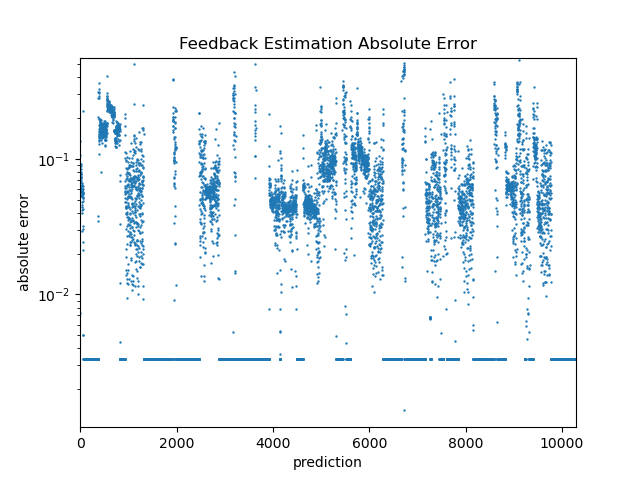 Feedback Estimation Absolute Error
absolute error
10⁻¹
10⁻²
0 2000 4000 6000 8000 10000
prediction